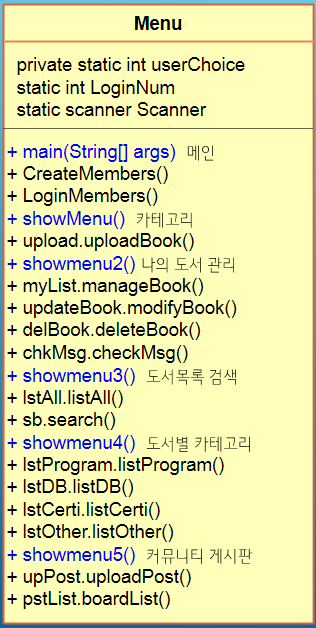 Menu
private static int userChoice
static int LoginNum
static scanner Scanner
+ main(String[] args) 메인
+ CreateMembers()
+ LoginMembers()
+ showMenu() 카테고리
+ upload.uploadBook()
+ showmenu2() 나의 도서 관리
+ myList.manageBook()
+ updateBook.modifyBook()
+ delBook.deleteBook()
+ chkMsg.checkMsg()
+ showmenu3() 도서목록 검색
+ lstAll.listAll()
+ sb.search()
+ showmenu4() 도서별 카테고리
+ lstProgram.listProgram()
+ lstDB.listDB()
+ lstCerti.listCerti()
+ lstOther.listOther()
+ showmenu5() 커뮤니티 게시판
+ upPost.uploadPost()
+ pstList.boardList()